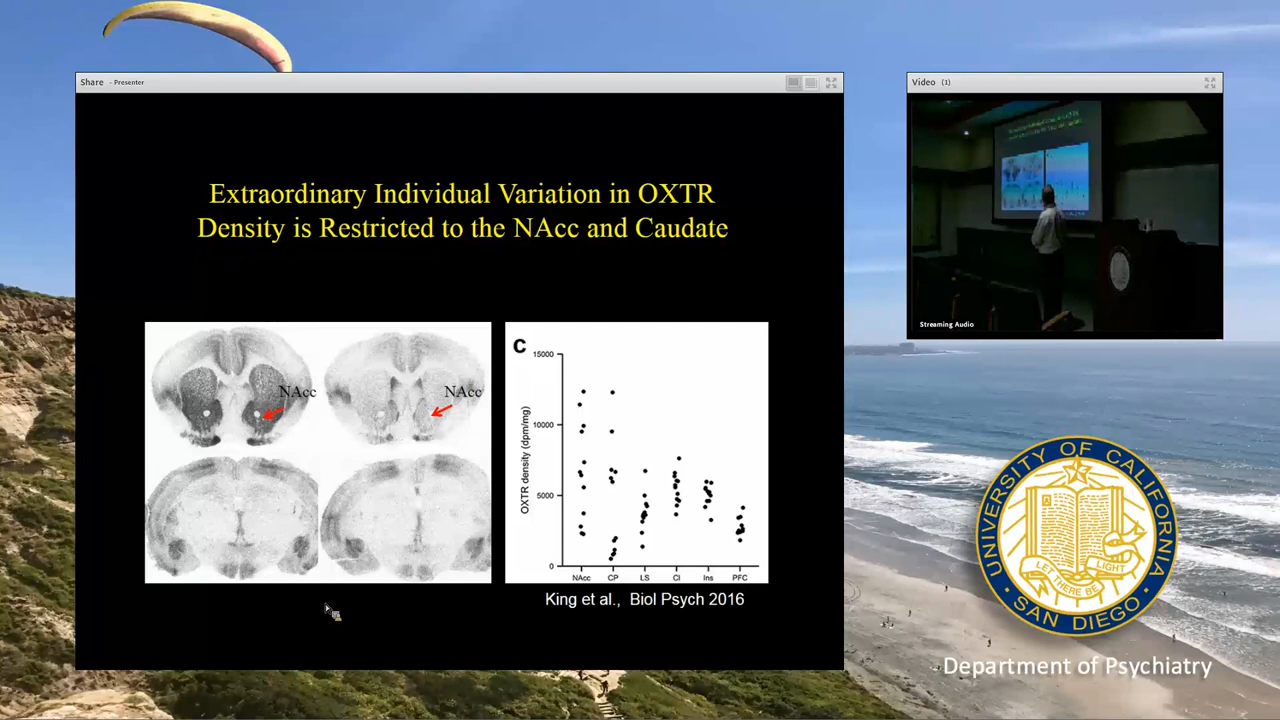 Share - Presenter
Extraordinary Individual Variation in OXTR
Density is Restricted to the NAcc and Caudate
NAcc
NAcc
C
OXTR density (dpm/mg)
15000
10000
5000
0
NAcc CP LS Cl Ins PFC
King et al., Biol Psych 2016
Video (1)
Streaming Audio
UNIVERSITY OF CALIFORNIA
LET THERE BE LIGHT
· SAN DIEGO ·
Department of Psychiatry